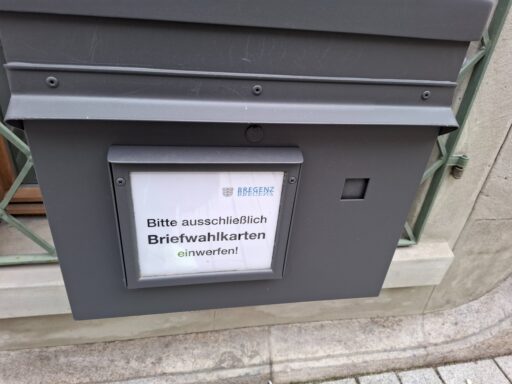 BREGENZ
Bitte ausschließlich
Briefwahlkarten
einwerfen!